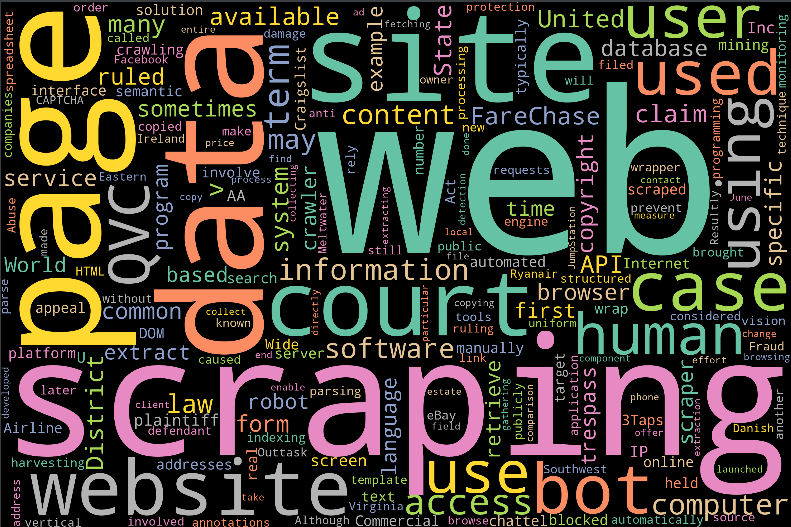 order
solution
many
called
crawling
Facebook
entire
available
ad
fetching
protection
United
user
Inc
mining
monitoring
spreadsheet
companies
page
interface
semantic
CAPTCHA
ruled
sometimes
copied
make
Ireland
price
data
damage
term
Craigslist
example
owner
site
State
processing
typically
will
database
filed
used
anti
content
FareChase
claim
programming
technique
service
Eastern
involve
process
copy
AA
v
program
QVC
may
find
collecting
system
crawler
Meltwater
rely
number
new
done
Act
detection
web
requests
copyright
wrapper
contact
scraped
prevent
measure
Resultly
June
using
specific
Abuse
World
HTML
made
parse
appeal
without
common
DOM
based
search
collect
known
extracting
still
local
public
file
time
engine
JumpStation
information
automated
Ryanair
structured
API
Internet
brought
browser
court
directly
particular
copying
tools
ruling
uniform
first
wrap
case
considered
vision
change
Fraud
browsing
human
platform
U
extract
caused
Wide
end
server
software
manually
link
component
effort
developed
later
District
scraping
client
law
plaintiff
defendant
robot
enable
parsing
form
indexing
language
estate
eBay
field
retrieve
gathering
publicly
comparison
target
application
trespass
phone
3Taps
offer
IP
scraper
extraction
Danish
another
launched
Airline
harvesting
addresses
real
Outtask
screen
use
Southwest
online
held
address
website
take
template
text
Virginia
access
bot
computer
vertical
involved
annotations
Although
Commercial
browse
chattel
blocked
automatically
source